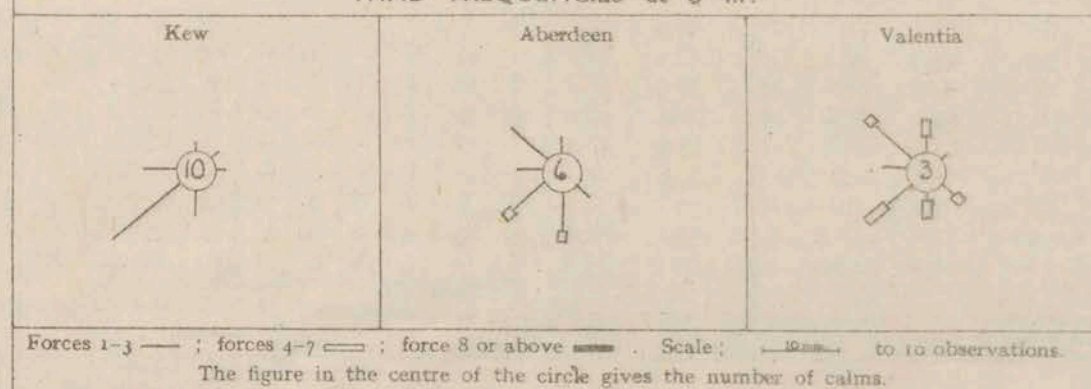 Kew
Aberdeen
Valentia
10
6
3
Forces 1-3 ; forces 4-7 ; force 8 or above . Scale ; 10 mm. to 10 observations.
The figure in the centre of the circle gives the number of calms.